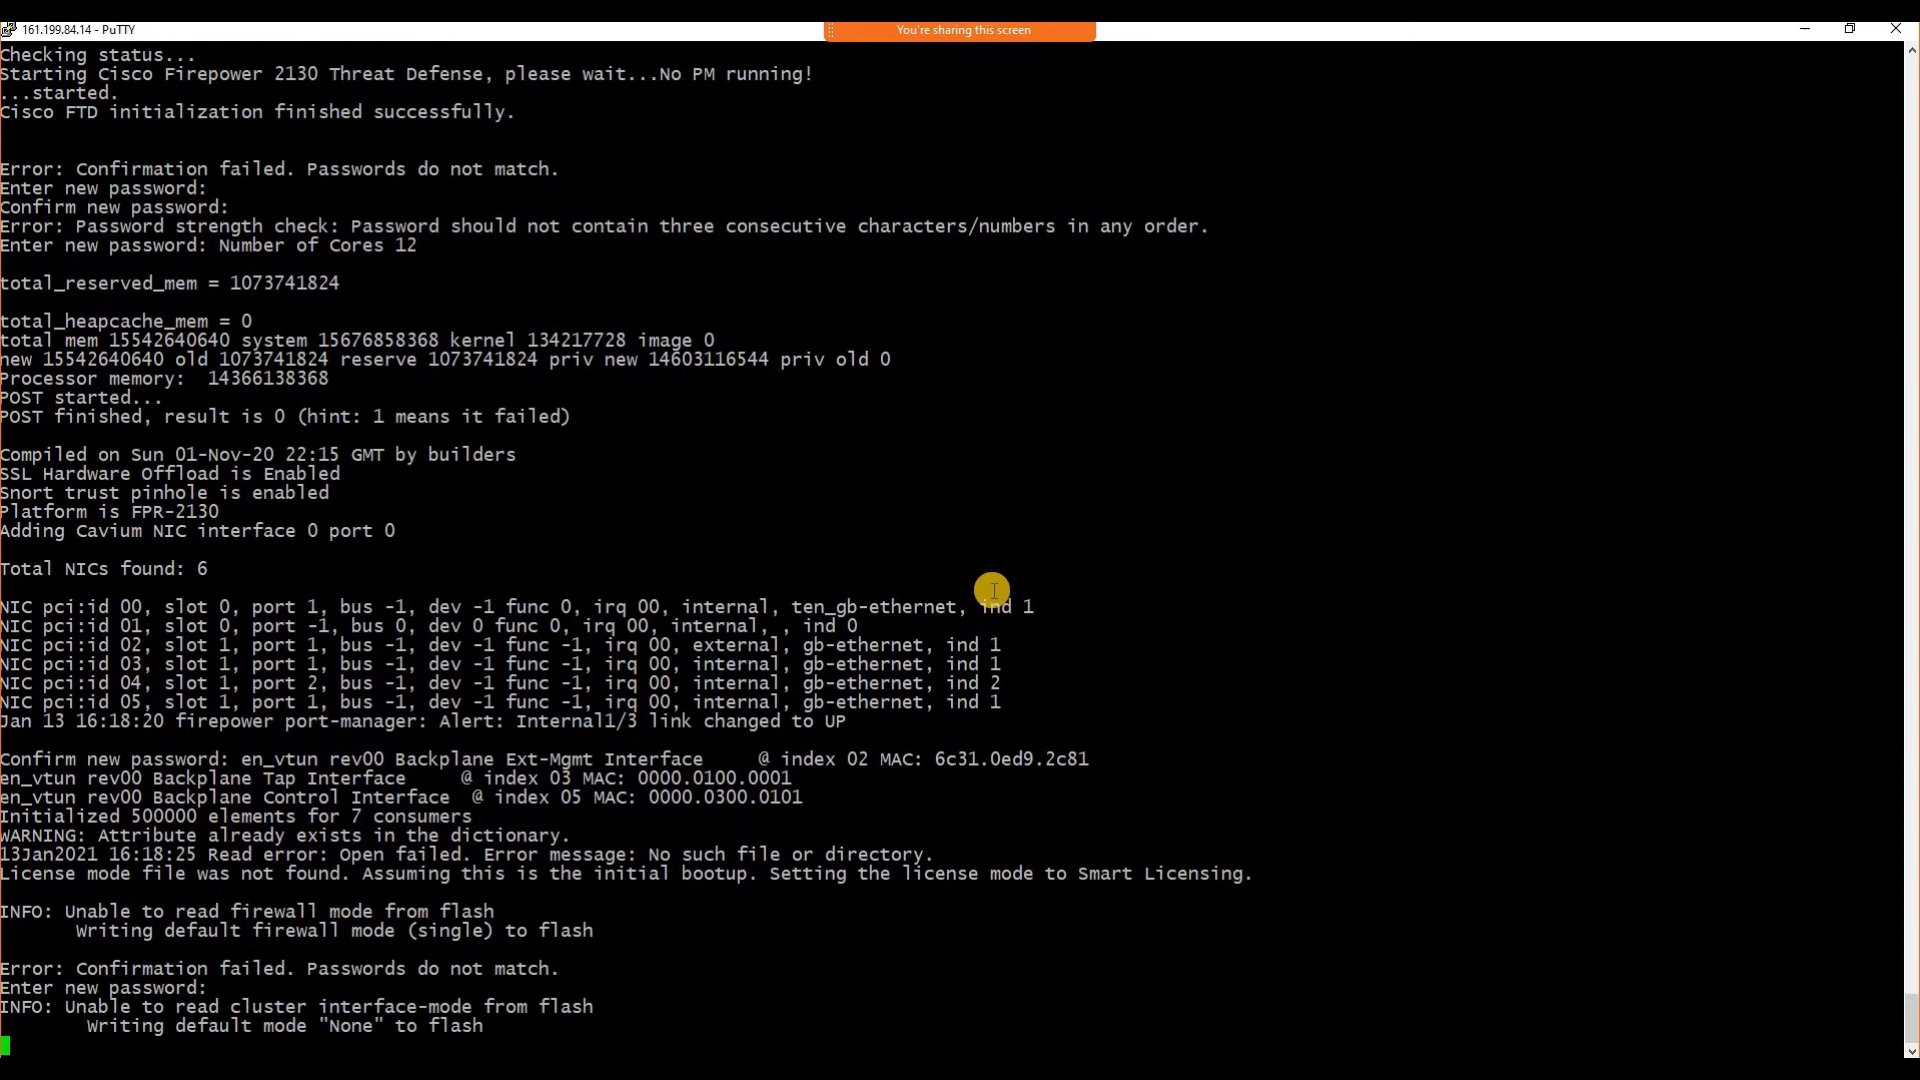 161.199.84.14 - PuTTY
You're sharing this screen
Checking status...
Starting Cisco Firepower 2130 Threat Defense, please wait...No PM running!
...started.
Cisco FTD initialization finished successfully.
Error: Confirmation failed. Passwords do not match.
Enter new password:
Confirm new password:
Error: Password strength check: Password should not contain three consecutive characters/numbers in any order.
Enter new password: Number of Cores 12
total_reserved_mem = 1073741824
total_heapcache_mem = 0
total mem 15542640640 system 15676858368 kernel 134217728 image 0
new 15542640640 old 1073741824 reserve 1073741824 priv new 14603116544 priv old 0
Processor memory:  14366138368
POST started...
POST finished, result is 0 (hint: 1 means it failed)
Compiled on Sun 01-Nov-20 22:15 GMT by builders
SSL Hardware Offload is Enabled
Snort trust pinhole is enabled
Platform is FPR-2130
Adding Cavium NIC interface 0 port 0
Total NICs found: 6
NIC pci:id 00, slot 0, port 1, bus -1, dev -1 func 0, irq 00, internal, ten_gb-ethernet, ind 1
NIC pci:id 01, slot 0, port -1, bus 0, dev 0 func 0, irq 00, internal, , ind 0
NIC pci:id 02, slot 1, port 1, bus -1, dev -1 func -1, irq 00, external, gb-ethernet, ind 1
NIC pci:id 03, slot 1, port 1, bus -1, dev -1 func -1, irq 00, internal, gb-ethernet, ind 1
NIC pci:id 04, slot 1, port 2, bus -1, dev -1 func -1, irq 00, internal, gb-ethernet, ind 2
NIC pci:id 05, slot 1, port 1, bus -1, dev -1 func -1, irq 00, internal, gb-ethernet, ind 1
Jan 13 16:18:20 firepower port-manager: Alert: Internal1/3 link changed to UP
Confirm new password: en_vtun rev00 Backplane Ext-Mgmt Interface     @ index 02 MAC: 6c31.0ed9.2c81
en_vtun rev00 Backplane Tap Interface     @ index 03 MAC: 0000.0100.0001
en_vtun rev00 Backplane Control Interface  @ index 05 MAC: 0000.0300.0101
Initialized 500000 elements for 7 consumers
WARNING: Attribute already exists in the dictionary.
13Jan2021 16:18:25 Read error: Open failed. Error message: No such file or directory.
License mode file was not found. Assuming this is the initial bootup. Setting the license mode to Smart Licensing.
INFO: Unable to read firewall mode from flash
Writing default firewall mode (single) to flash
Error: Confirmation failed. Passwords do not match.
Enter new password:
INFO: Unable to read cluster interface-mode from flash
Writing default mode "None" to flash